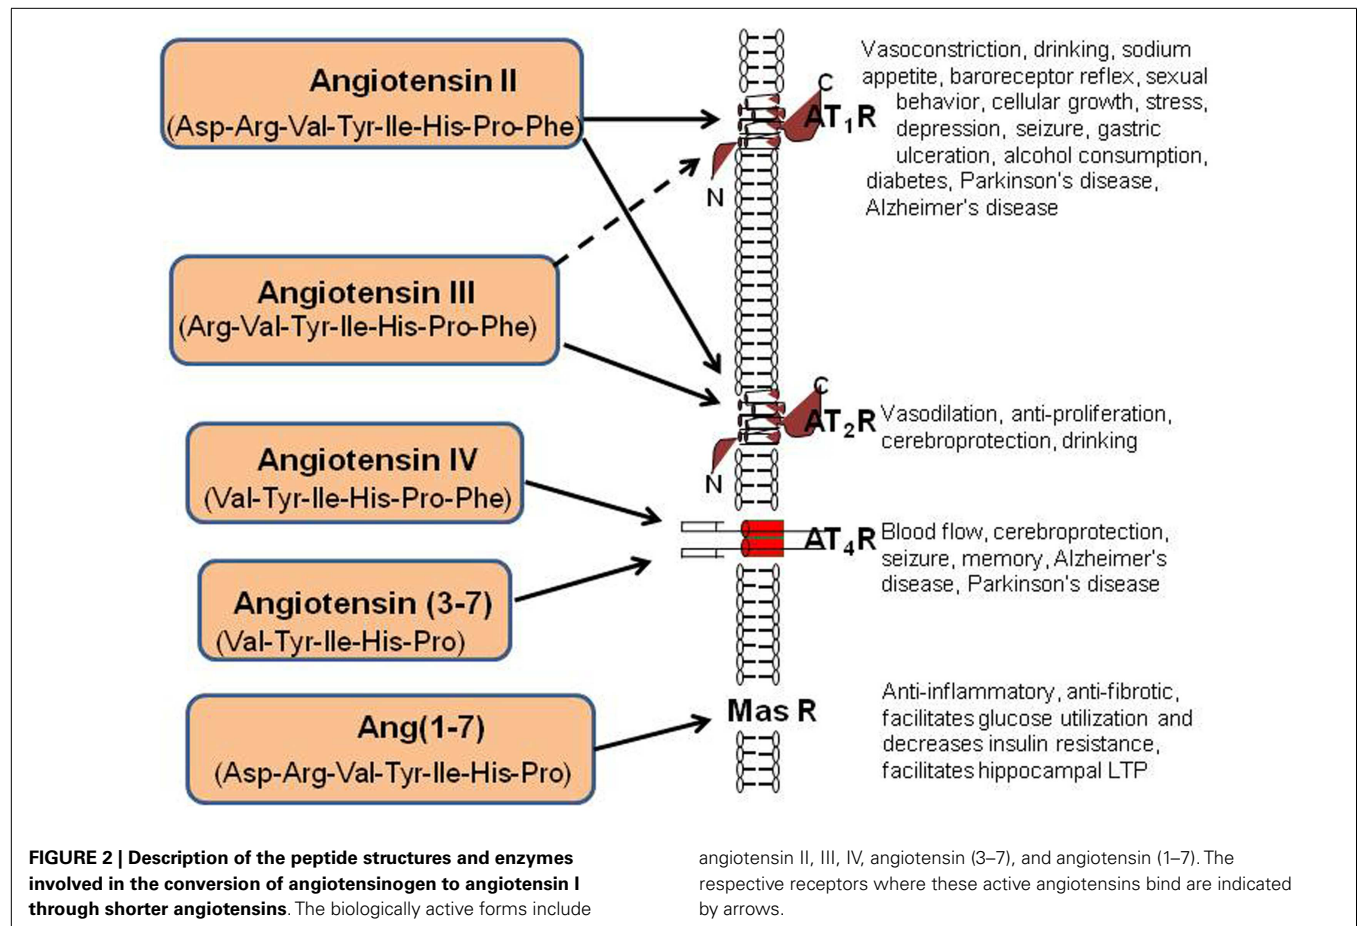 Angiotensin II
(Asp-Arg-Val-Tyr-Ile-His-Pro-Phe)
Angiotensin III
(Arg-Val-Tyr-Ile-His-Pro-Phe)
Angiotensin IV
(Val-Tyr-Ile-His-Pro-Phe)
Angiotensin (3-7)
(Val-Tyr-Ile-His-Pro)
Ang(1-7)
(Asp-Arg-Val-Tyr-Ile-His-Pro)
C
AT1R
N
Vasoconstriction, drinking, sodium
appetite, baroreceptor reflex, sexual
behavior, cellular growth, stress,
depression, seizure, gastric
ulceration, alcohol consumption,
diabetes, Parkinson's disease,
Alzheimer's disease
C
AT2R
N
Vasodilation, anti-proliferation,
cerebroprotection, drinking
AT4R
Blood flow, cerebroprotection,
seizure, memory, Alzheimer's
disease, Parkinson's disease
Mas R
Anti-inflammatory, anti-fibrotic,
facilitates glucose utilization and
decreases insulin resistance,
facilitates hippocampal LTP
FIGURE 2 | Description of the peptide structures and enzymes
involved in the conversion of angiotensinogen to angiotensin I
through shorter angiotensins. The biologically active forms include
angiotensin II, III, IV, angiotensin (3–7), and angiotensin (1–7). The
respective receptors where these active angiotensins bind are indicated
by arrows.